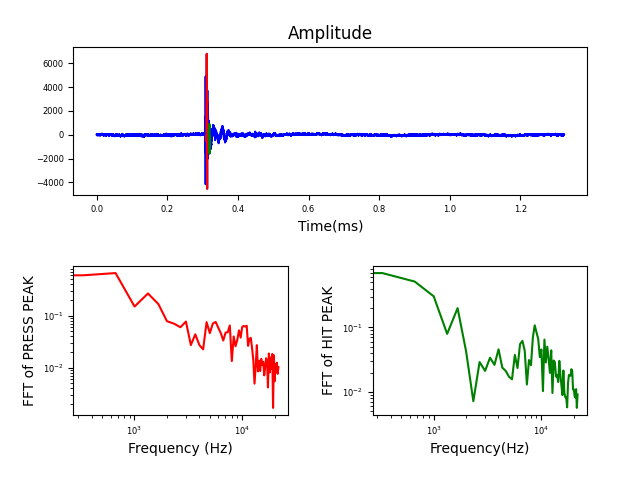 Amplitude
6000
4000
2000
0
−2000
−4000
0.0 0.2 0.4 0.6 0.8 1.0 1.2
Time(ms)
FFT of PRESS PEAK
10⁻¹
10⁻²
10³ 10⁴
Frequency (Hz)
FFT of HIT PEAK
10⁻¹
10⁻²
10³ 10⁴
Frequency(Hz)